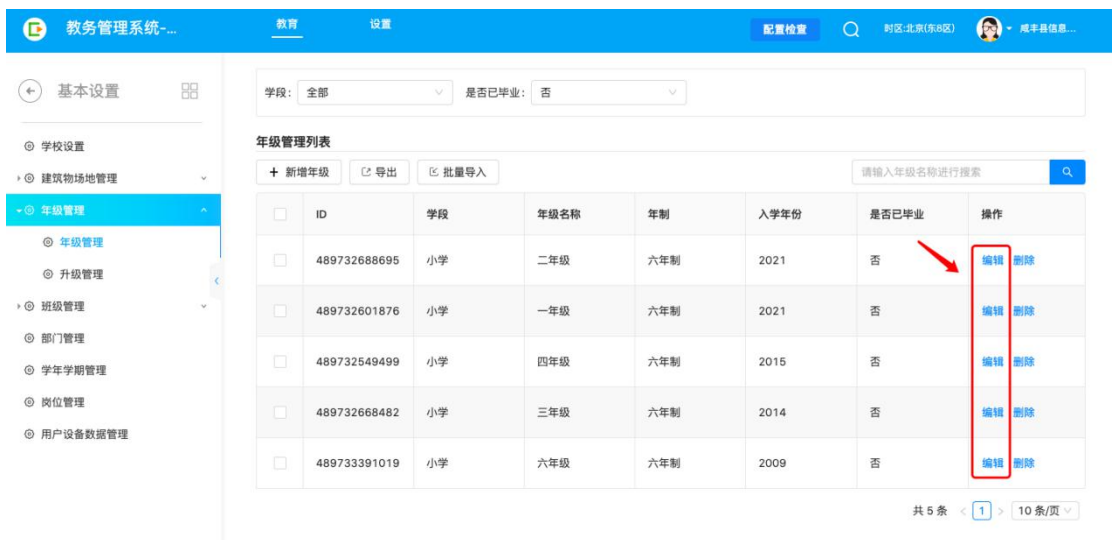 教务管理系统-... 教育 设置 配置检查 时区:北京(东8区) 咸丰县信息...
基本设置
学校设置
建筑物场地管理
年级管理
年级管理
升级管理
班级管理
部门管理
学年学期管理
岗位管理
用户设备数据管理
学段: 全部 是否已毕业: 否
年级管理列表
+ 新增年级 导出 批量导入 请输入年级名称进行搜索
ID 学段 年级名称 年制 入学年份 是否已毕业 操作
489732688695 小学 二年级 六年制 2021 否 编辑 删除
489732601876 小学 一年级 六年制 2021 否 编辑 删除
489732549499 小学 四年级 六年制 2015 否 编辑 删除
489732668482 小学 三年级 六年制 2014 否 编辑 删除
489733391019 小学 六年级 六年制 2009 否 编辑 删除
共 5 条 < 1 > 10 条/页